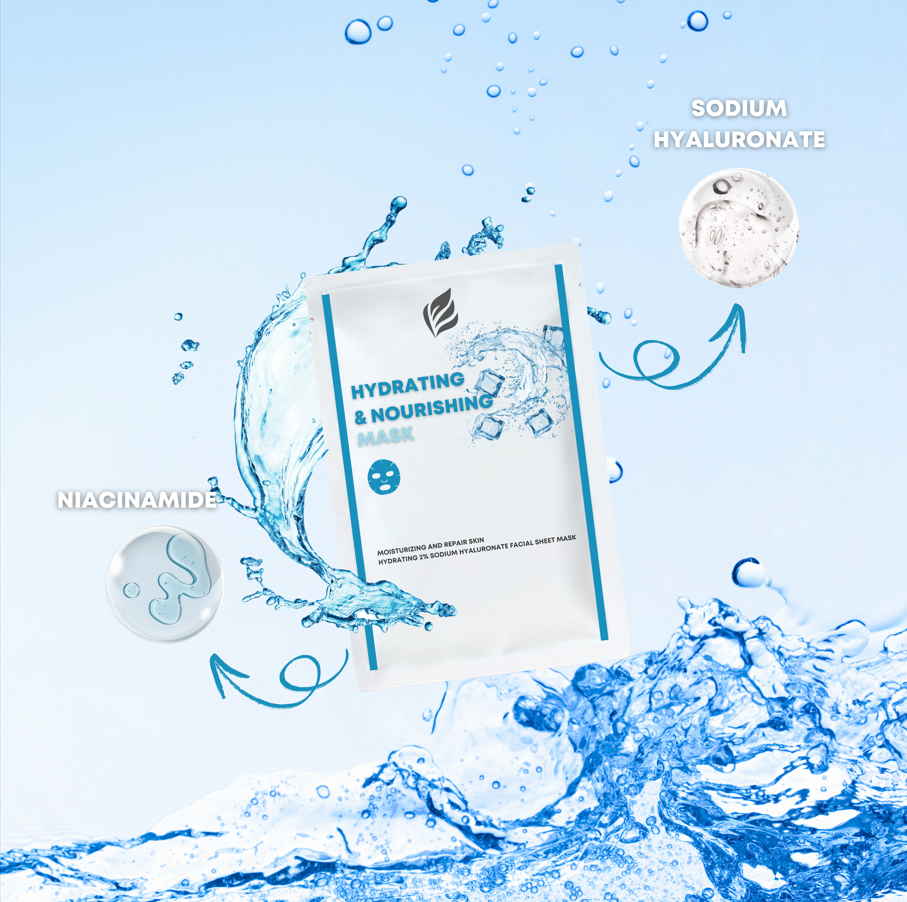 SODIUM
HYALURONATE
HYDRATING
& NOURISHING
MASK
NIACINAMIDE
MOISTURIZING AND REPAIR SKIN
HYDRATING 2% SODIUM HYALURONATE FACIAL SHEET MASK